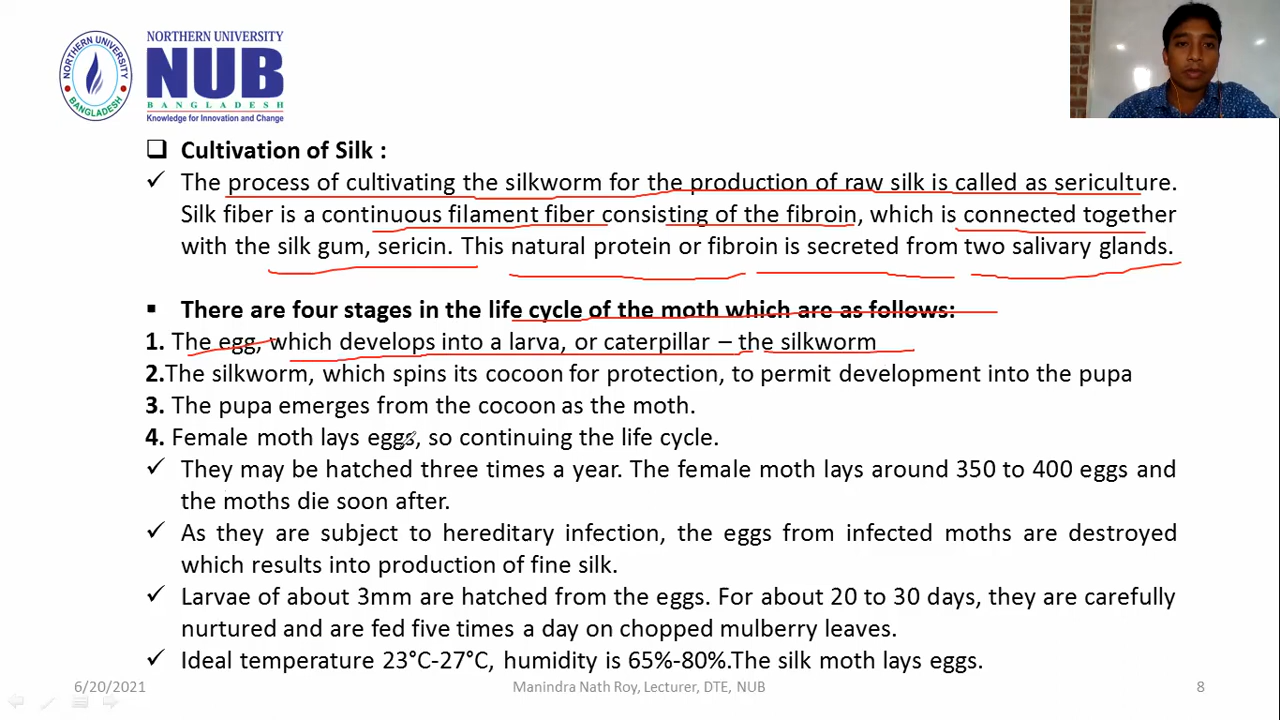 NORTHERN UNIVERSITY
NUB
BANGLADESH
Knowledge for Innovation and Change
NORTHERN UNIVERSITY
BANGLADESH
❑ Cultivation of Silk :
✓ The process of cultivating the silkworm for the production of raw silk is called as sericulture.
Silk fiber is a continuous filament fiber consisting of the fibroin, which is connected together
with the silk gum, sericin. This natural protein or fibroin is secreted from two salivary glands.
▪ There are four stages in the life cycle of the moth which are as follows:
1. The egg, which develops into a larva, or caterpillar – the silkworm
2.The silkworm, which spins its cocoon for protection, to permit development into the pupa
3. The pupa emerges from the cocoon as the moth.
4. Female moth lays eggs, so continuing the life cycle.
✓ They may be hatched three times a year. The female moth lays around 350 to 400 eggs and
the moths die soon after.
✓ As they are subject to hereditary infection, the eggs from infected moths are destroyed
which results into production of fine silk.
✓ Larvae of about 3mm are hatched from the eggs. For about 20 to 30 days, they are carefully
nurtured and are fed five times a day on chopped mulberry leaves.
✓ Ideal temperature 23°C-27°C, humidity is 65%-80%.The silk moth lays eggs.
6/20/2021
Manindra Nath Roy, Lecturer, DTE, NUB
8